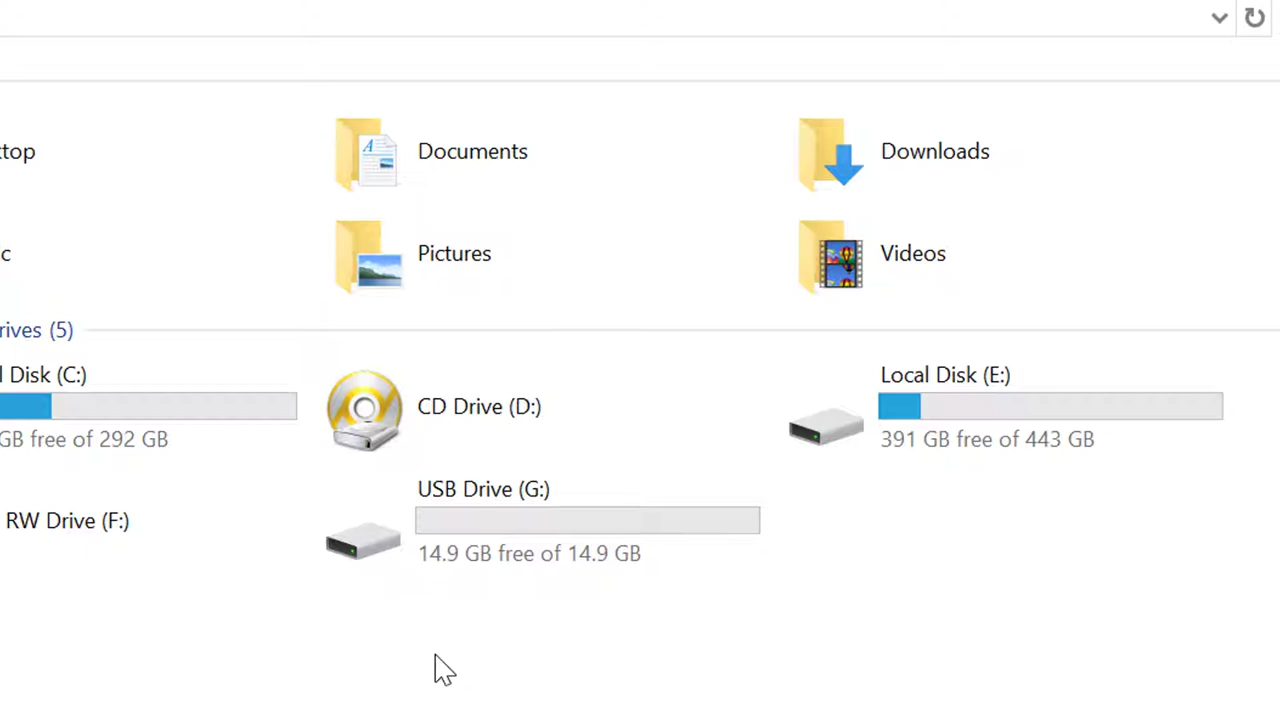 ktop
Documents
Downloads
c
Pictures
Videos
rives (5)
l Disk (C:)
GB free of 292 GB
CD Drive (D:)
Local Disk (E:)
391 GB free of 443 GB
RW Drive (F:)
USB Drive (G:)
14.9 GB free of 14.9 GB